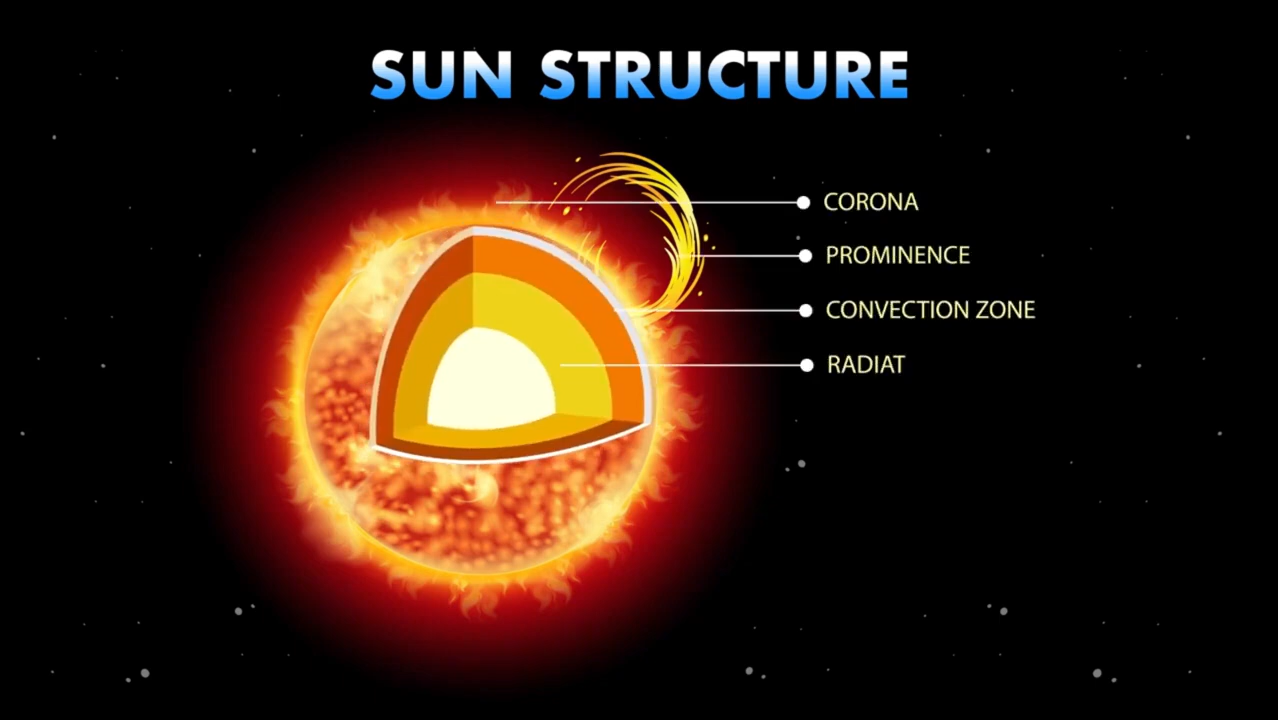 SUN STRUCTURE
CORONA
PROMINENCE
CONVECTION ZONE
RADIAT